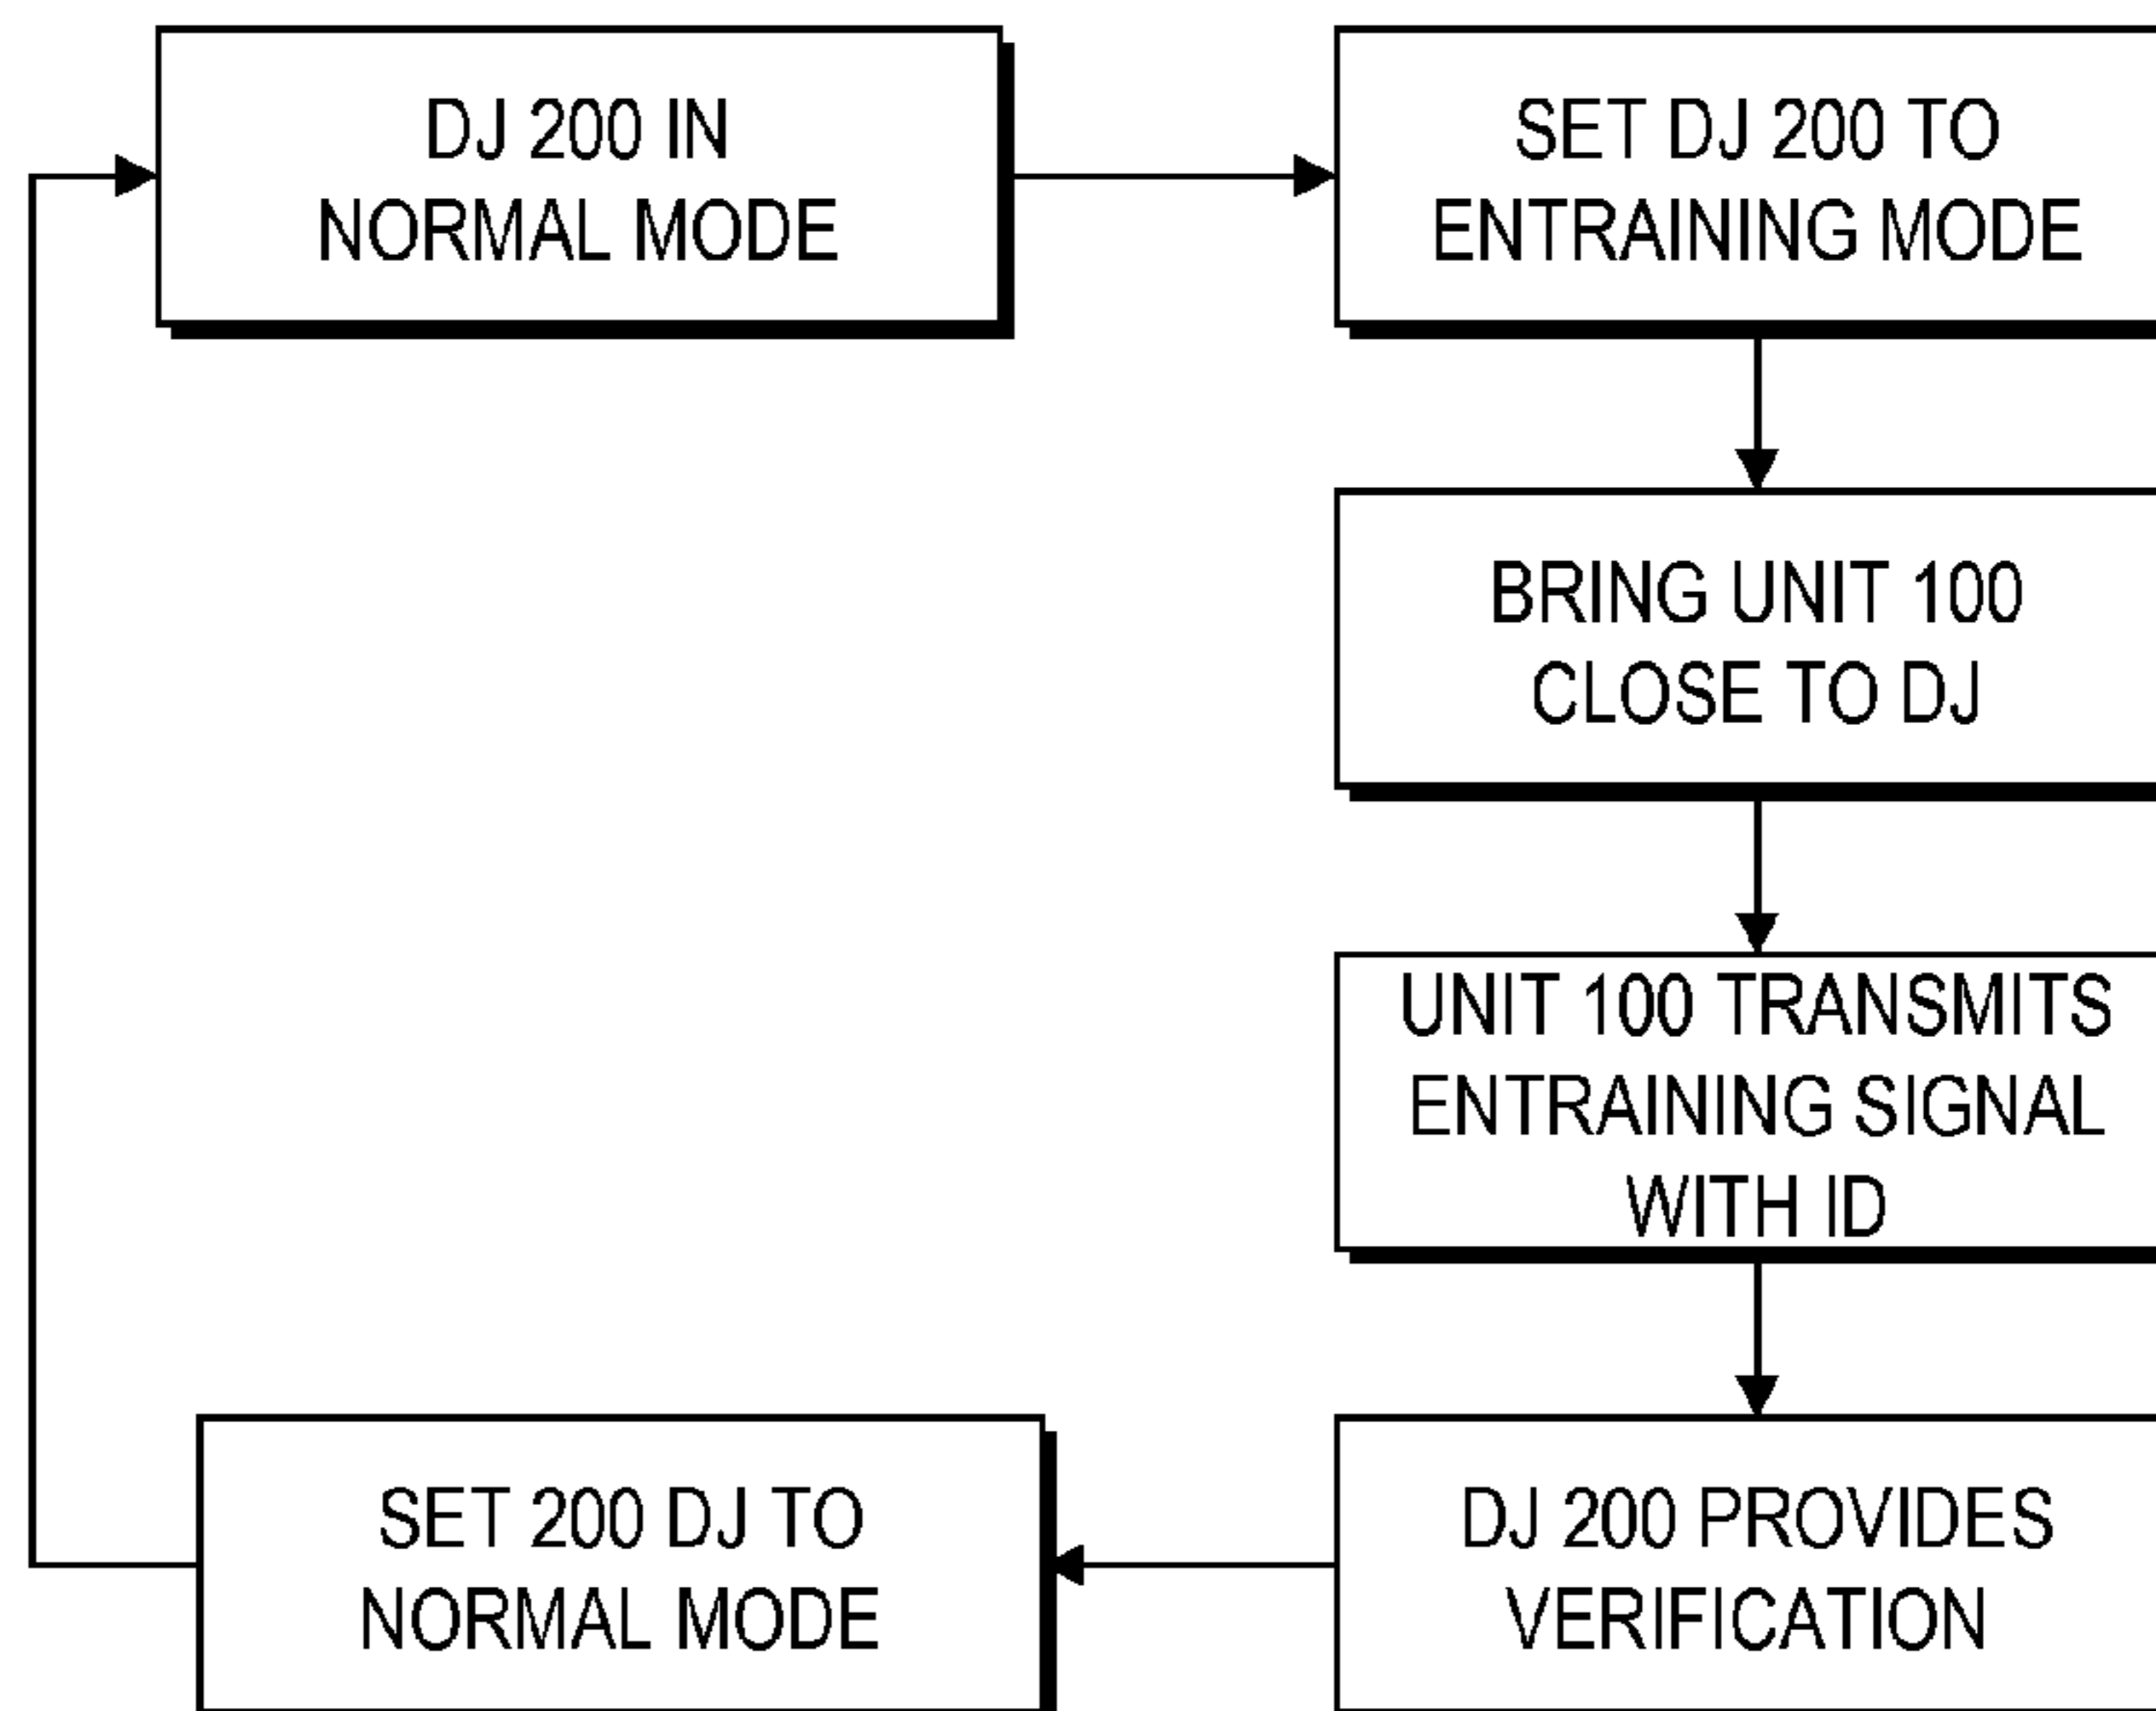 DJ 200 IN
NORMAL MODE
SET DJ 200 TO
ENTRAINING MODE
BRING UNIT 100
CLOSE TO DJ
UNIT 100 TRANSMITS
ENTRAINING SIGNAL
WITH ID
DJ 200 PROVIDES
VERIFICATION
SET 200 DJ TO
NORMAL MODE